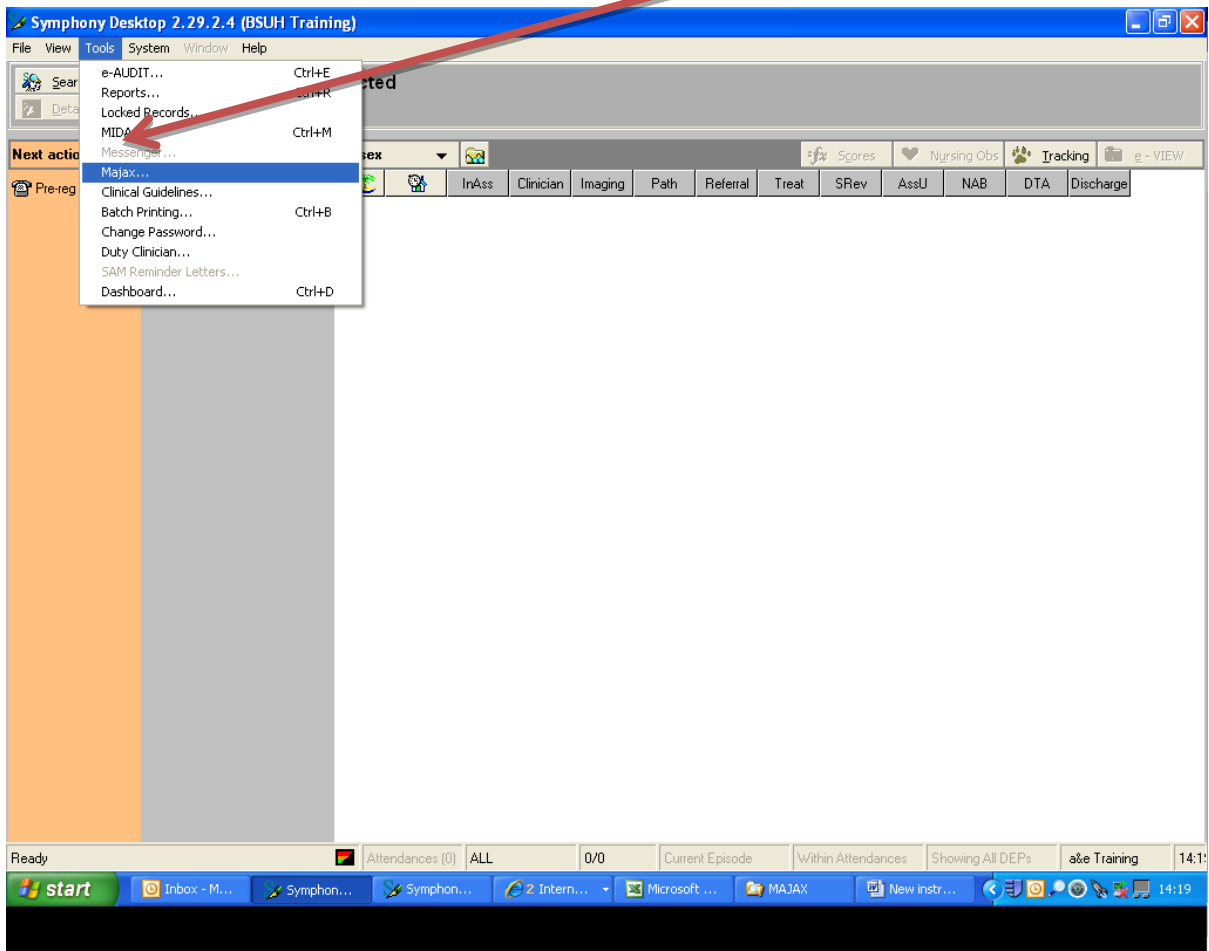 Symphony Desktop 2.29.2.4 (BSUH Training)
File View Tools System Window Help
e-AUDIT... Ctrl+E
Reports... Ctrl+R
Locked Records...
MIDA Ctrl+M
Messenger...
Majax...
Clinical Guidelines...
Batch Printing... Ctrl+B
Change Password...
Duty Clinician...
SAM Reminder Letters...
Dashboard... Ctrl+D
Sear cted
Deta
Next actio sex Scores Nursing Obs Tracking e - VIEW
Pre-reg InAss Clinician Imaging Path Referral Treat SRev AssU NAB DTA Discharge
Ready Attendances (0) ALL 0/0 Current Episode Within Attendances Showing All DEPs a&e Training
start Inbox - M... Symphon... Symphon... 2 Intern... Microsoft ... MAJAX New instr... 14:19